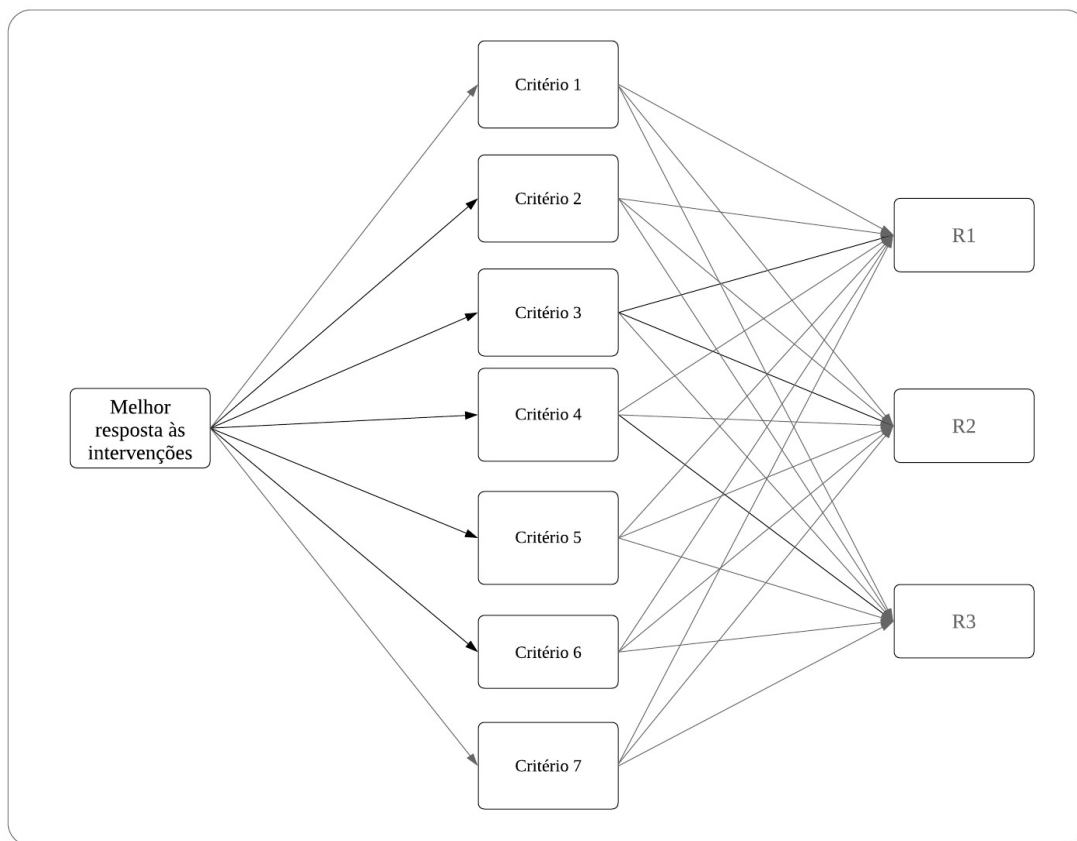 Melhor
resposta às
intervenções
Critério 1
Critério 2
Critério 3
Critério 4
Critério 5
Critério 6
Critério 7
R1
R2
R3